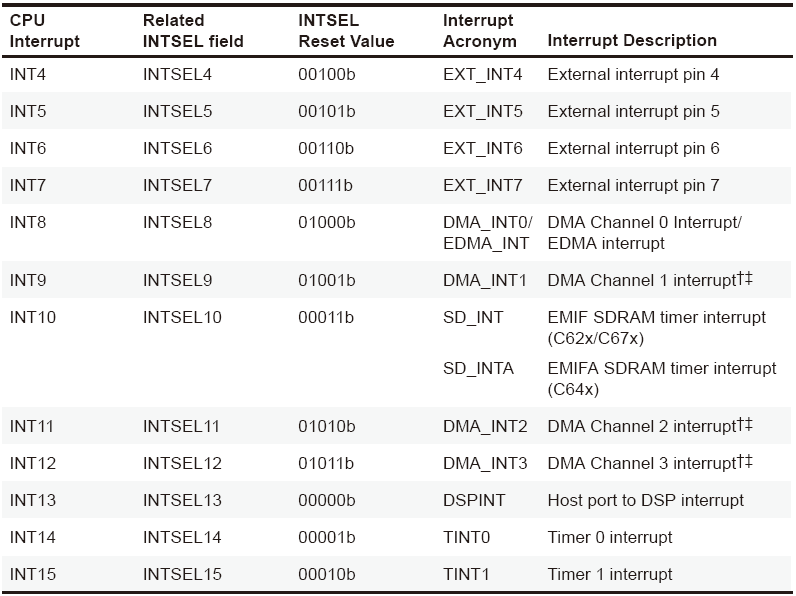 CPU Interrupt Related INTSEL field INTSEL Reset Value Interrupt Acronym Interrupt Description
INT4 INTSEL4 00100b EXT_INT4 External interrupt pin 4
INT5 INTSEL5 00101b EXT_INT5 External interrupt pin 5
INT6 INTSEL6 00110b EXT_INT6 External interrupt pin 6
INT7 INTSEL7 00111b EXT_INT7 External interrupt pin 7
INT8 INTSEL8 01000b DMA_INT0/ DMA Channel 0 Interrupt/
EDMA_INT EDMA interrupt
INT9 INTSEL9 01001b DMA_INT1 DMA Channel 1 interrupt†‡
INT10 INTSEL10 00011b SD_INT EMIF SDRAM timer interrupt
(C62x/C67x)
SD_INTA EMIFA SDRAM timer interrupt
(C64x)
INT11 INTSEL11 01010b DMA_INT2 DMA Channel 2 interrupt†‡
INT12 INTSEL12 01011b DMA_INT3 DMA Channel 3 interrupt†‡
INT13 INTSEL13 00000b DSPINT Host port to DSP interrupt
INT14 INTSEL14 00001b TINT0 Timer 0 interrupt
INT15 INTSEL15 00010b TINT1 Timer 1 interrupt